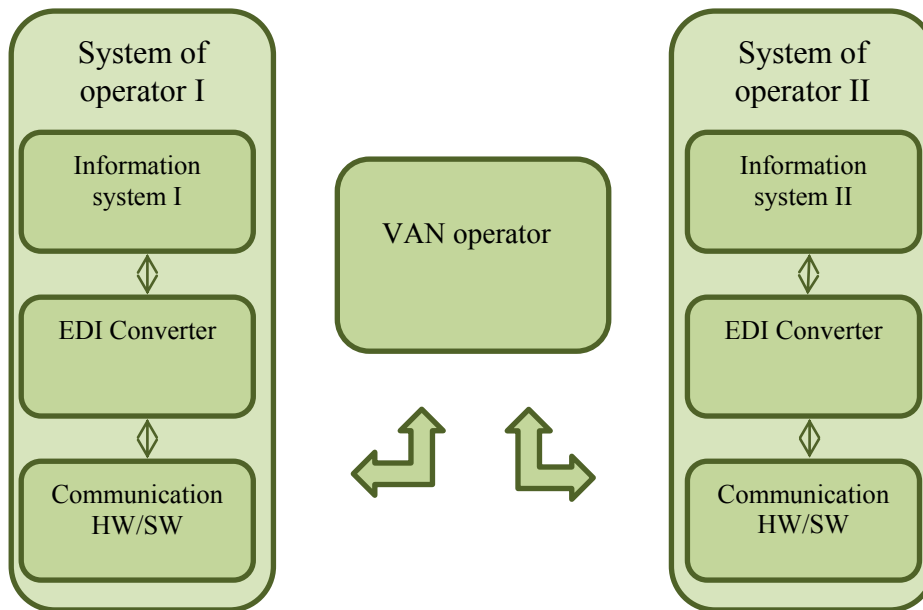 System of
operator I
Information
system I
EDI Converter
Communication
HW/SW
VAN operator
System of
operator II
Information
system II
EDI Converter
Communication
HW/SW